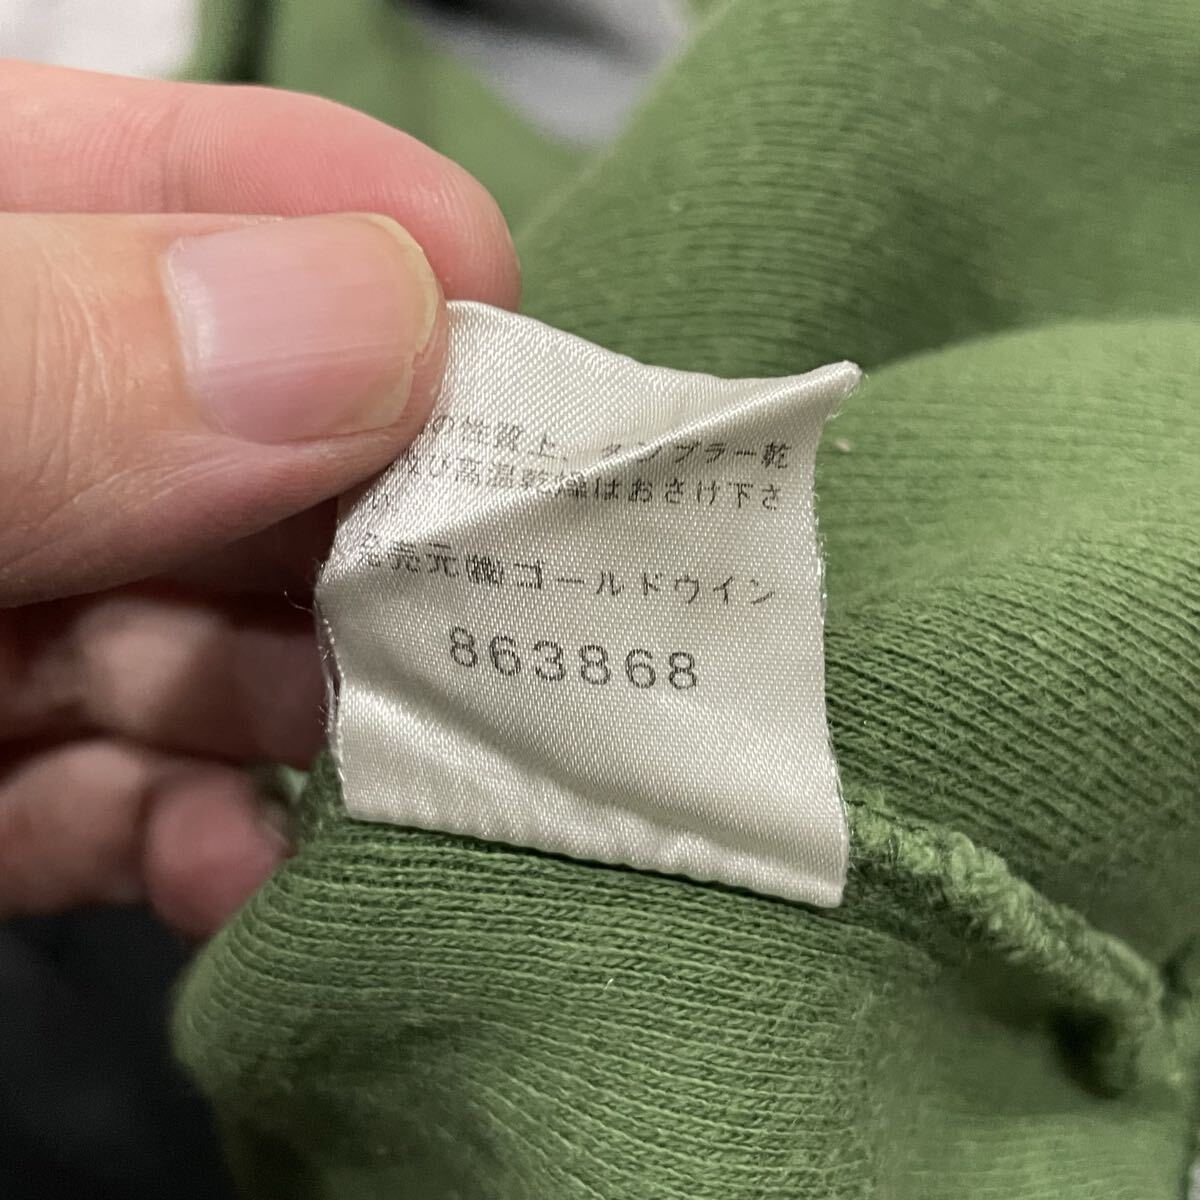 の性質上、タンブラー乾
及び高温乾燥はおさけ下さ
い
発売元㈱ゴールドウイン
863868